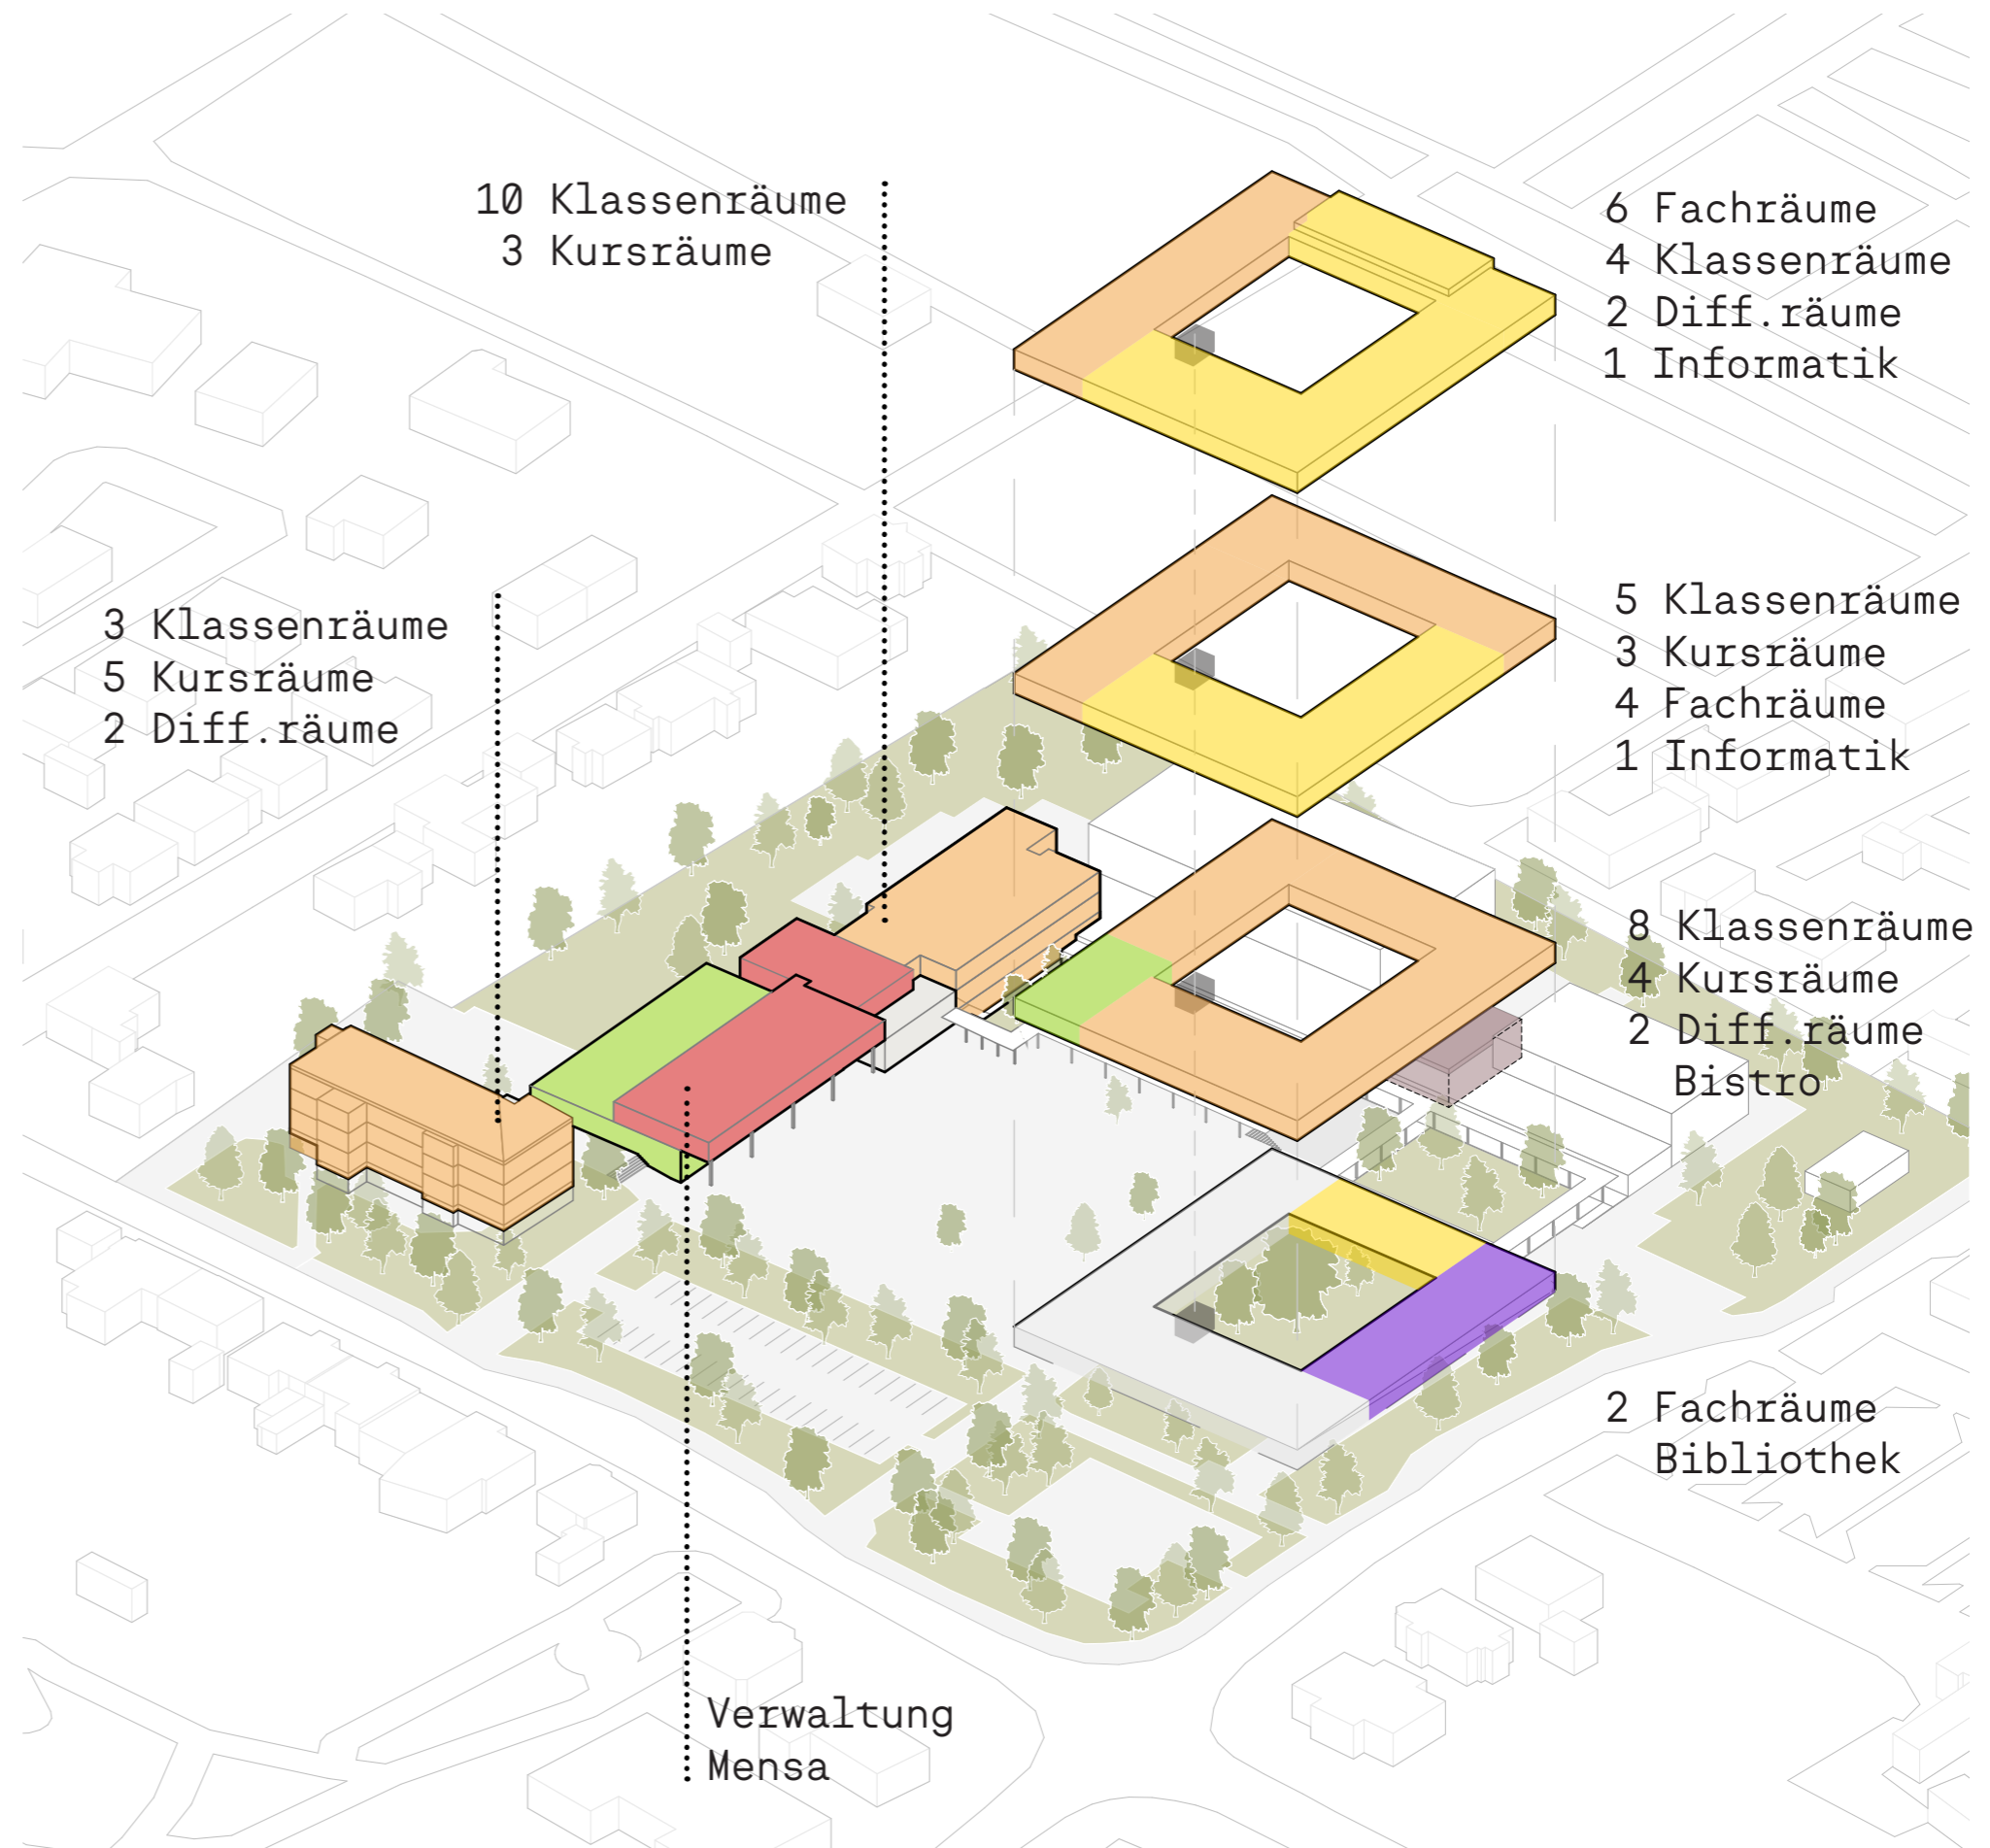 10 Klassenräume
3 Kursräume
6 Fachräume
4 Klassenräume
2 Diff.räume
1 Informatik
3 Klassenräume
5 Kursräume
2 Diff.räume
5 Klassenräume
3 Kursräume
4 Fachräume
1 Informatik
8 Klassenräume
4 Kursräume
2 Diff.räume
Bistro
2 Fachräume
Bibliothek
Verwaltung
Mensa